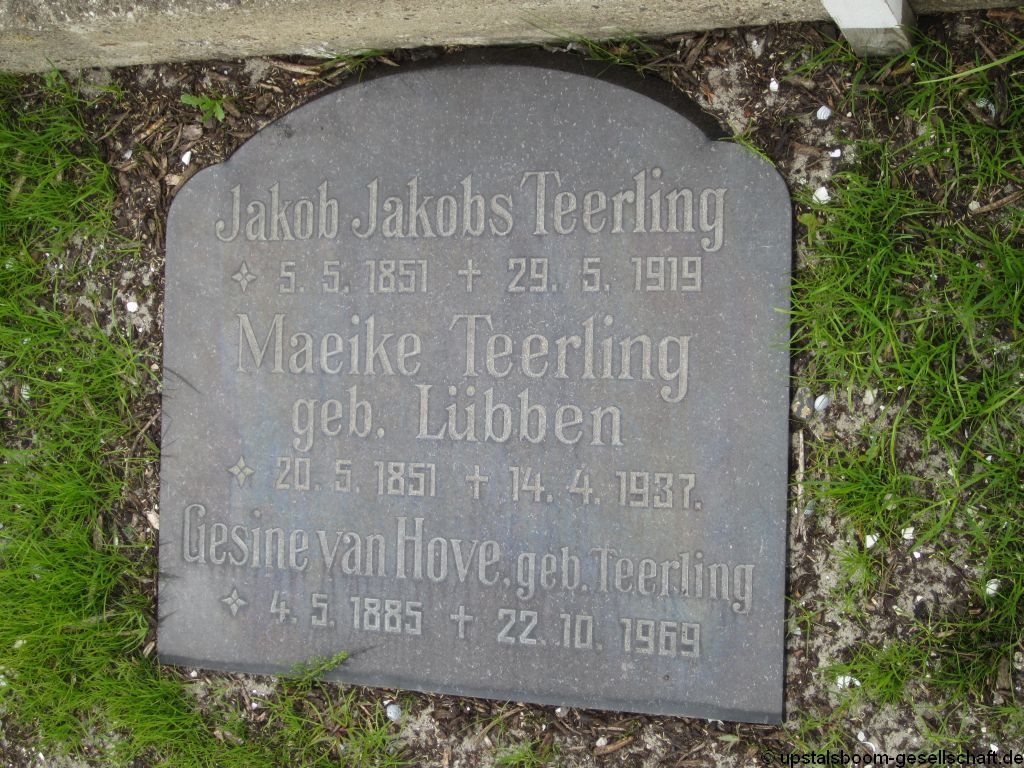 Jakob Jakobs Teerling
✧ 5. 5. 1851 ✝ 29. 5. 1919
Maeike Teerling
geb. Lübben
✧ 20. 5. 1851 ✝ 14. 4. 1937.
Gesine van Hove, geb. Teerling
✧ 4. 5. 1885 ✝ 22. 10. 1969
© upstalsboom-gesellschaft.de